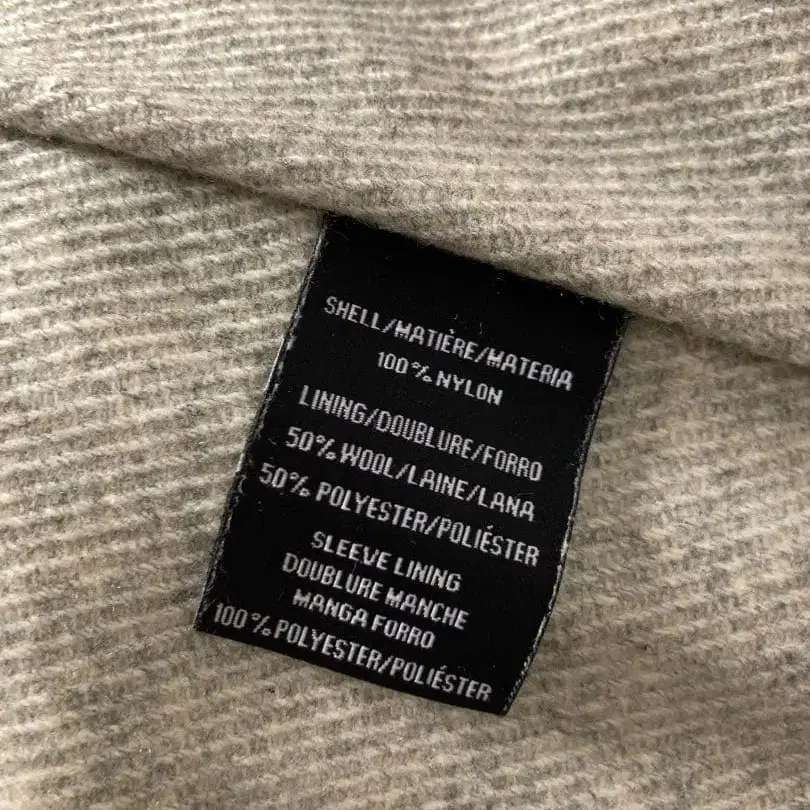 SHELL/MATIÈRE/MATERIA
100% NYLON
LINING/DOUBLURE/FORRO
50% WOOL/LAINE/LANA
50% POLYESTER/POLIÉSTER
SLEEVE LINING
DOUBLURE MANCHE
MANGA FORRO
100% POLYESTER/POLIÉSTER